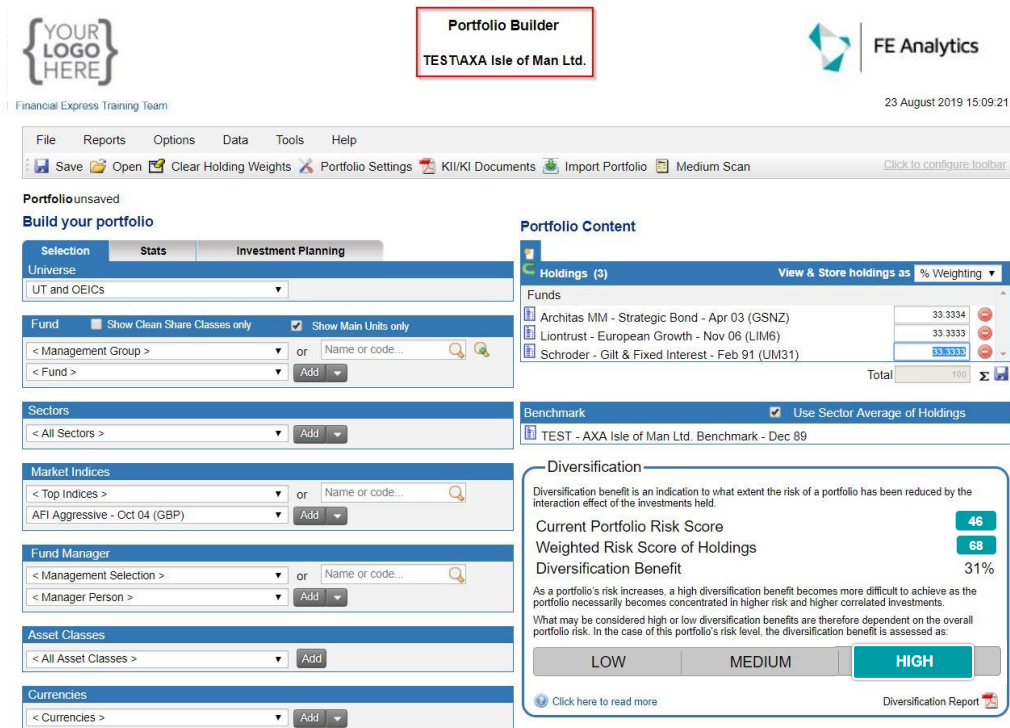 {YOUR
LOGO
HERE}
Portfolio Builder
TEST\AXA Isle of Man Ltd.
FE Analytics
Financial Express Training Team
23 August 2019 15:09:21
File Reports Options Data Tools Help
Save Open Clear Holding Weights Portfolio Settings KII/KI Documents Import Portfolio Medium Scan Click to configure toolbar
Portfolio unsaved
Build your portfolio
Selection Stats Investment Planning
Universe
UT and OEICs
Fund Show Clean Share Classes only Show Main Units only
< Management Group > or Name or code...
< Fund > Add
Sectors
< All Sectors > Add
Market Indices
< Top Indices > or Name or code...
AFI Aggressive - Oct 04 (GBP) Add
Fund Manager
< Management Selection > or Name or code...
< Manager Person > Add
Asset Classes
< All Asset Classes > Add
Currencies
< Currencies > Add
Portfolio Content
Holdings (3) View & Store holdings as % Weighting
Funds
Architas MM - Strategic Bond - Apr 03 (GSNZ) 33.3334
Liontrust - European Growth - Nov 06 (LIM6) 33.3333
Schroder - Gilt & Fixed Interest - Feb 91 (UM31) 33.3333
Total 100 Σ
Benchmark Use Sector Average of Holdings
TEST - AXA Isle of Man Ltd. Benchmark - Dec 89
Diversification
Diversification benefit is an indication to what extent the risk of a portfolio has been reduced by the
interaction effect of the investments held.
Current Portfolio Risk Score 46
Weighted Risk Score of Holdings 68
Diversification Benefit 31%
As a portfolio's risk increases, a high diversification benefit becomes more difficult to achieve as the
portfolio necessarily becomes concentrated in higher risk and higher correlated investments.
What may be considered high or low diversification benefits are therefore dependent on the overall
portfolio risk. In the case of this portfolio's risk level, the diversification benefit is assessed as:
LOW MEDIUM HIGH
Click here to read more Diversification Report